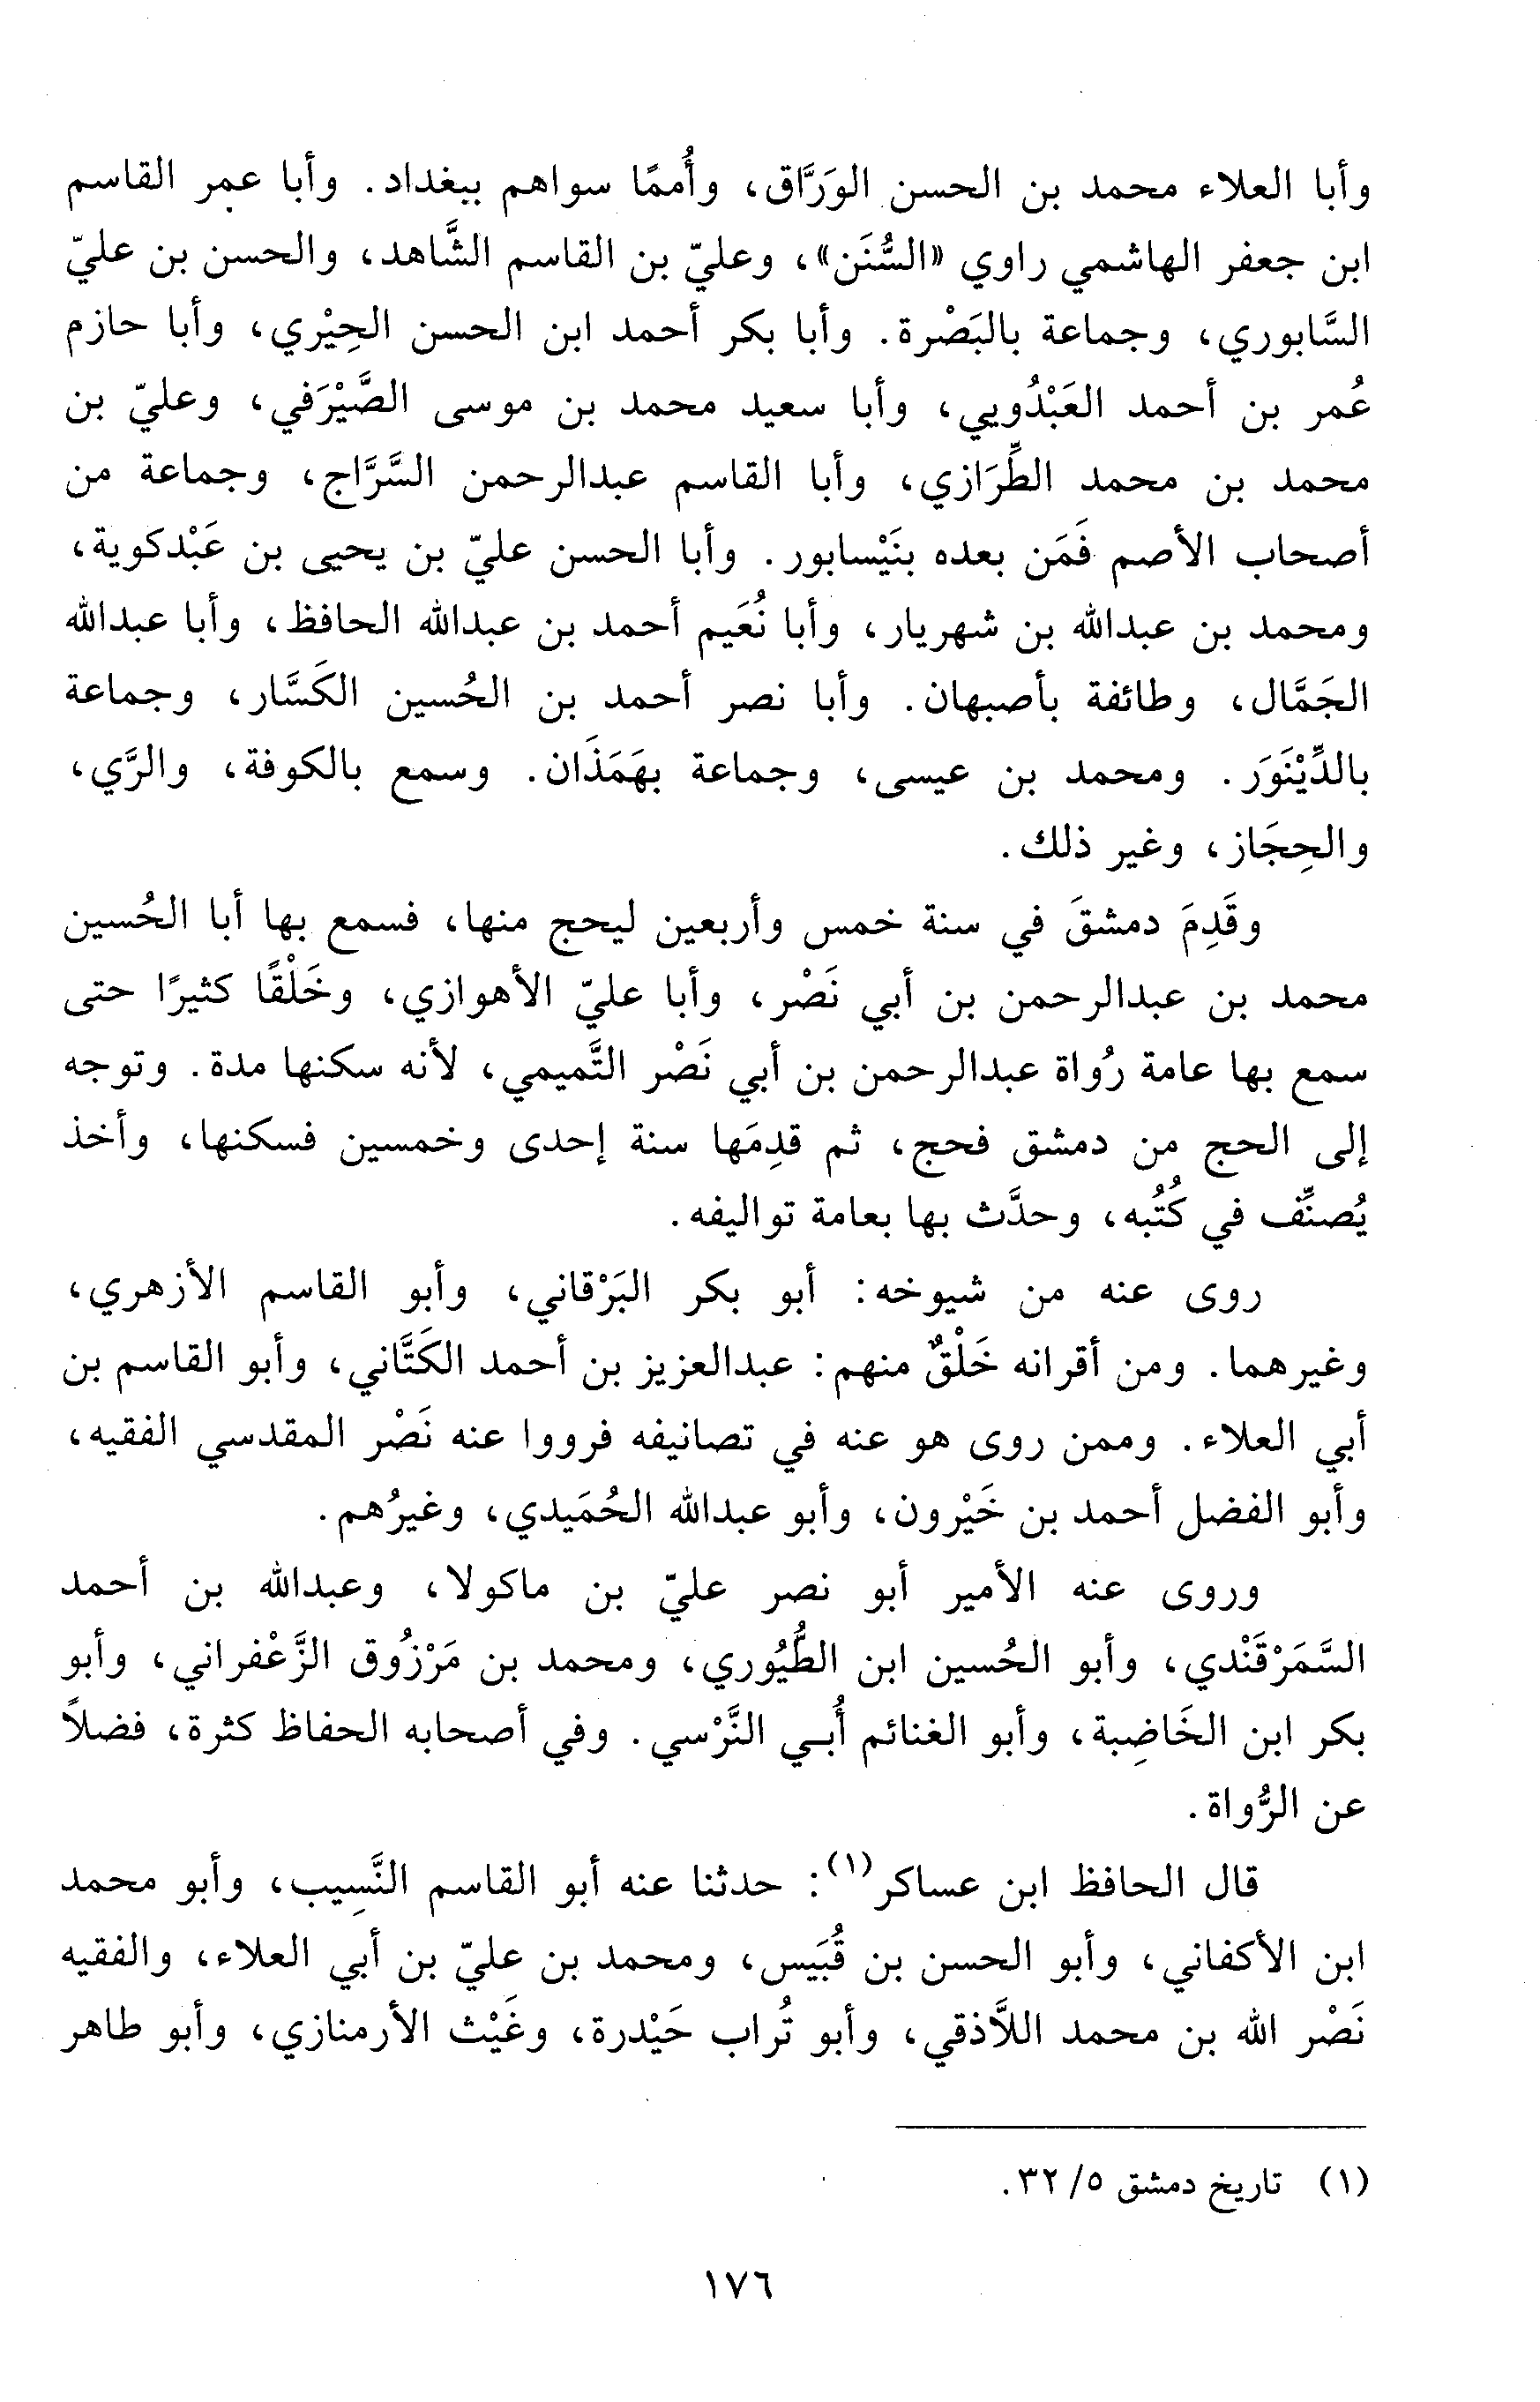 وأبا العلاء محمد بن الحسن الوَرَّاق، وأُممًا سواهم ببغداد. وأبا عمر القاسم
ابن جعفر الهاشمي راوي «السُّنَن»، وعليّ بن القاسم الشَّاهد، والحسن بن عليّ
السَّابوري، وجماعة بالبَصْرة. وأبا بكر أحمد ابن الحسن الحِيْري، وأبا حازم
عُمر بن أحمد العَبْدُويي، وأبا سعيد محمد بن موسى الصَّيْرَفي، وعليّ بن
محمد بن محمد الطِّرَازي، وأبا القاسم عبدالرحمن السَّرَّاج، وجماعة من
أصحاب الأصم فَمَن بعده بنَيْسابور. وأبا الحسن عليّ بن يحيى بن عَبْدكوية،
ومحمد بن عبدالله بن شهريار، وأبا نُعَيم أحمد بن عبدالله الحافظ، وأبا عبدالله
الجَمَّال، وطائفة بأصبهان. وأبا نصر أحمد بن الحُسين الكَسَّار، وجماعة
بالدِّيْنَوَر. ومحمد بن عيسى، وجماعة بهَمَذَان. وسمع بالكوفة، والرَّي،
والحِجَاز، وغير ذلك.
وقَدِمَ دمشقَ في سنة خمس وأربعين ليحج منها، فسمع بها أبا الحُسين
محمد بن عبدالرحمن بن أبي نَصْر، وأبا عليّ الأهوازي، وخَلْقًا كثيرًا حتى
سمع بها عامة رُواة عبدالرحمن بن أبي نَصْر التَّميمي، لأنه سكنها مدة. وتوجه
إلى الحج من دمشق فحج، ثم قدِمَها سنة إحدى وخمسين فسكنها، وأخذ
يُصنِّف في كُتُبه، وحدَّث بها بعامة تواليفه.
روى عنه من شيوخه: أبو بكر البَرْقاني، وأبو القاسم الأزهري،
وغيرهما. ومن أقرانه خَلْقٌ منهم: عبدالعزيز بن أحمد الكَتَّاني، وأبو القاسم بن
أبي العلاء. وممن روى هو عنه في تصانيفه فرووا عنه نَصْر المقدسي الفقيه،
وأبو الفضل أحمد بن خَيْرون، وأبو عبدالله الحُمَيدي، وغيرُهم.
وروى عنه الأمير أبو نصر عليّ بن ماكولا، وعبدالله بن أحمد
السَّمَرْقَنْدي، وأبو الحُسين ابن الطُّيُوري، ومحمد بن مَرْزُوق الزَّعْفراني، وأبو
بكر ابن الخَاضِبة، وأبو الغنائم أُبي النَّرْسي. وفي أصحابه الحفاظ كثرة، فضلاً
عن الرُّواة.
قال الحافظ ابن عساكر(١): حدثنا عنه أبو القاسم النَّسِيب، وأبو محمد
ابن الأكفاني، وأبو الحسن بن قُبَيس، ومحمد بن عليّ بن أبي العلاء، والفقيه
نَصْر الله بن محمد اللاَّذقي، وأبو تُراب حَيْدرة، وغَيْث الأرمنازي، وأبو طاهر
(١) تاريخ دمشق ٥/ ٣٢.
١٧٦